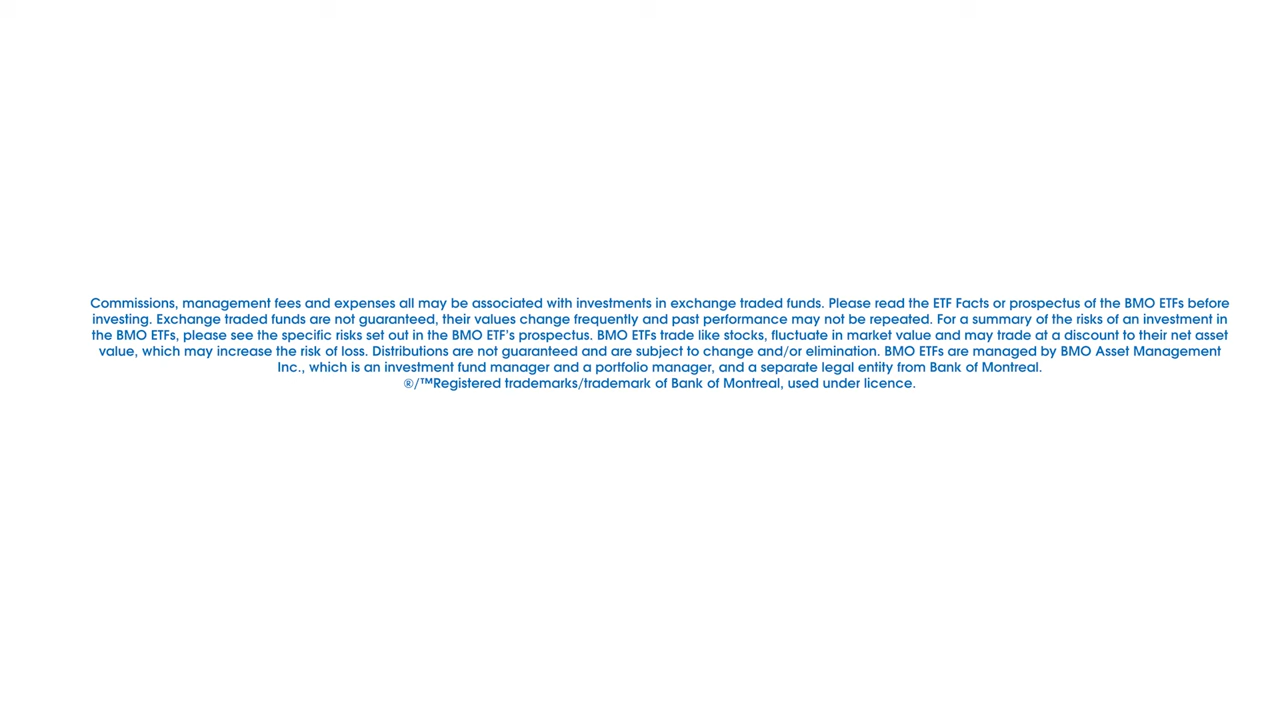 Commissions, management fees and expenses all may be associated with investments in exchange traded funds. Please read the ETF Facts or prospectus of the BMO ETFs before
investing. Exchange traded funds are not guaranteed, their values change frequently and past performance may not be repeated. For a summary of the risks of an investment in
the BMO ETFs, please see the specific risks set out in the BMO ETF's prospectus. BMO ETFs trade like stocks, fluctuate in market value and may trade at a discount to their net asset
value, which may increase the risk of loss. Distributions are not guaranteed and are subject to change and/or elimination. BMO ETFs are managed by BMO Asset Management
Inc., which is an investment fund manager and a portfolio manager, and a separate legal entity from Bank of Montreal.
®/™Registered trademarks/trademark of Bank of Montreal, used under licence.